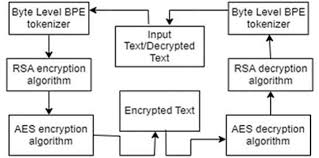 Byte Level BPE
tokenizer
Input
Text/Decrypted
Text
Byte Level BPE
tokenizer
RSA encryption
algorithm
RSA decryption
algorithm
Encrypted Text
AES encryption
algorithm
AES decryption
algorithm